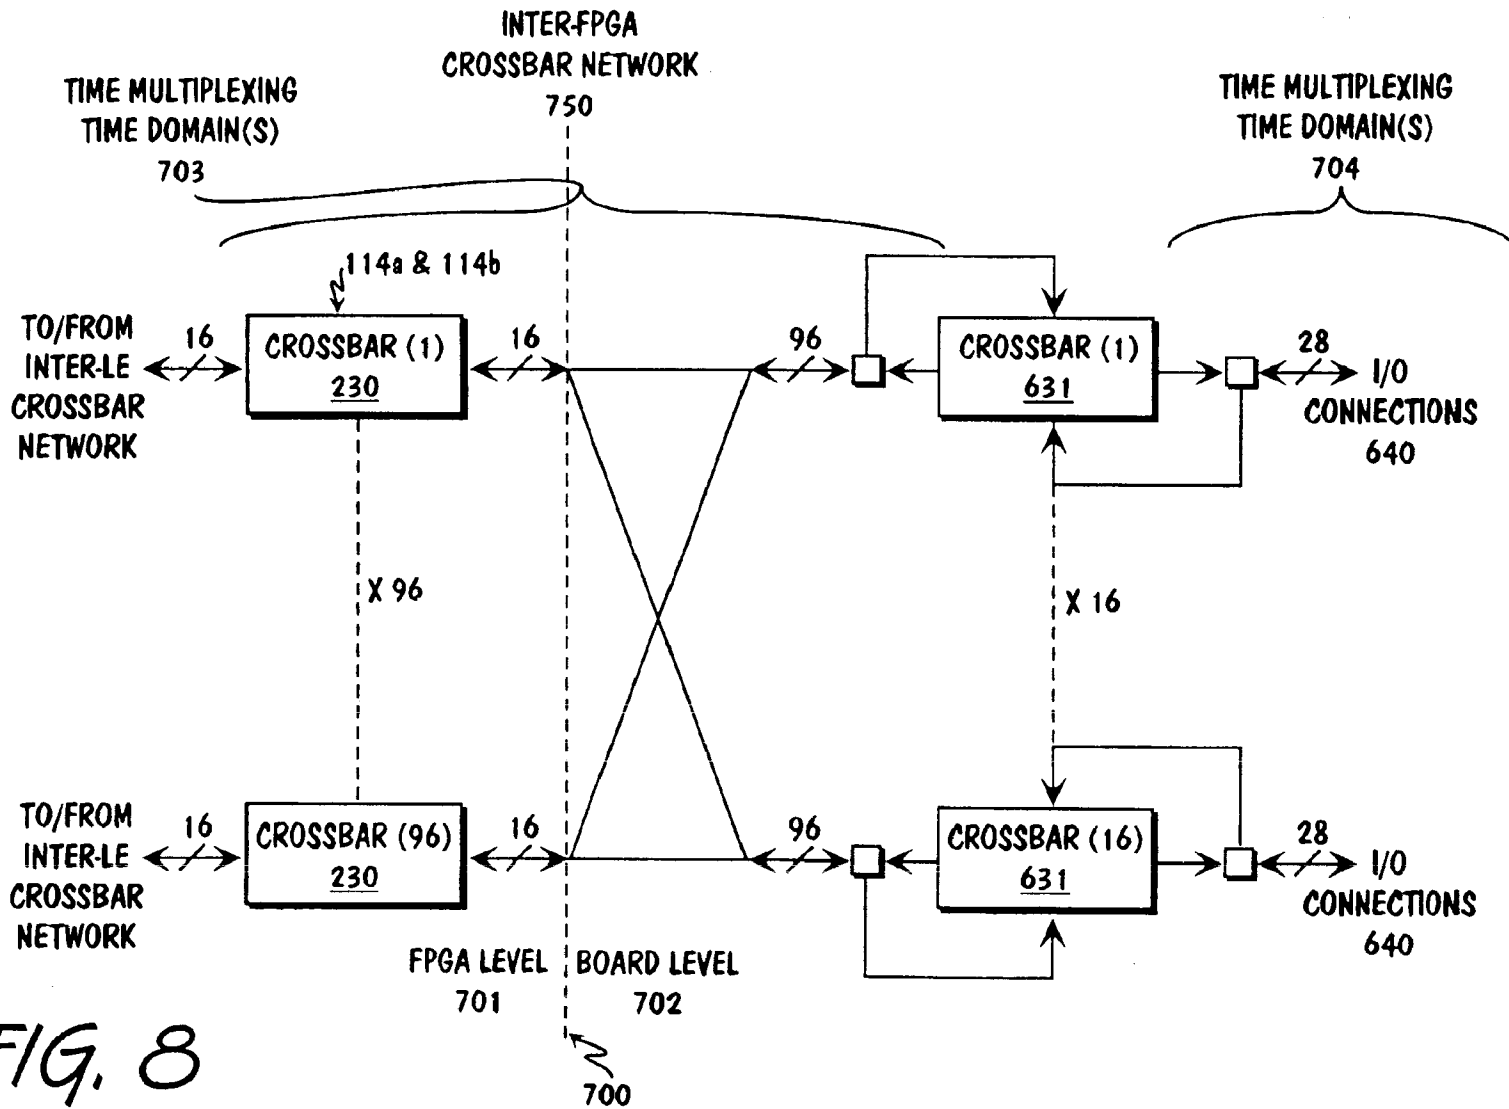 INTER-FPGA
CROSSBAR NETWORK
750
TIME MULTIPLEXING
TIME DOMAIN(S)
703
TIME MULTIPLEXING
TIME DOMAIN(S)
704
114a & 114b
TO/FROM
INTER-LE
CROSSBAR
NETWORK
16
CROSSBAR (1)
230
16
96
CROSSBAR (1)
631
28
I/O
CONNECTIONS
640
X 96
X 16
TO/FROM
INTER-LE
CROSSBAR
NETWORK
16
CROSSBAR (96)
230
16
96
CROSSBAR (16)
631
28
I/O
CONNECTIONS
640
FPGA LEVEL
701
BOARD LEVEL
702
700
FIG. 8